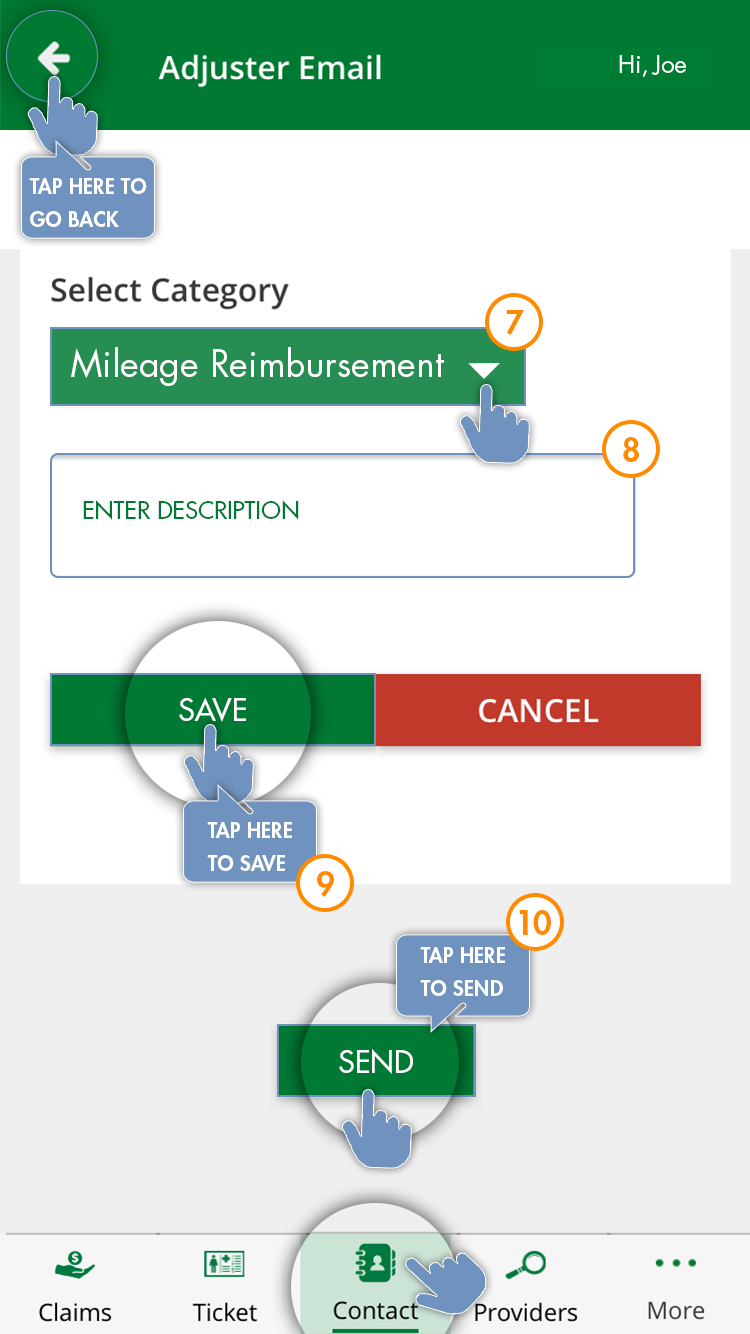 Adjuster Email
Hi, Joe
TAP HERE TO
GO BACK
Select Category
7
Mileage Reimbursement
8
ENTER DESCRIPTION
SAVE
CANCEL
TAP HERE
TO SAVE
9
10
TAP HERE
TO SEND
SEND
Claims
Ticket
Contact
Providers
More